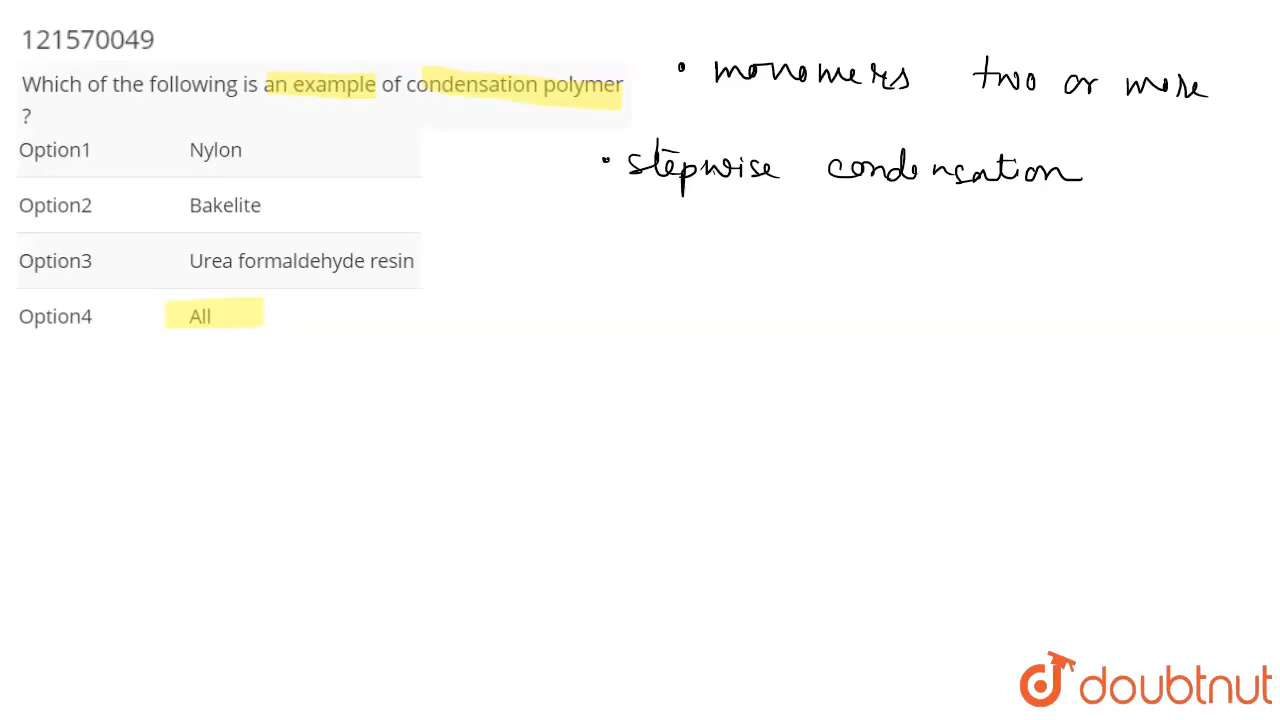 121570049
Which of the following is an example of condensation polymer
?
Option1 Nylon
Option2 Bakelite
Option3 Urea formaldehyde resin
Option4 All
• monomers two or more
• stepwise condensation
doubtnut